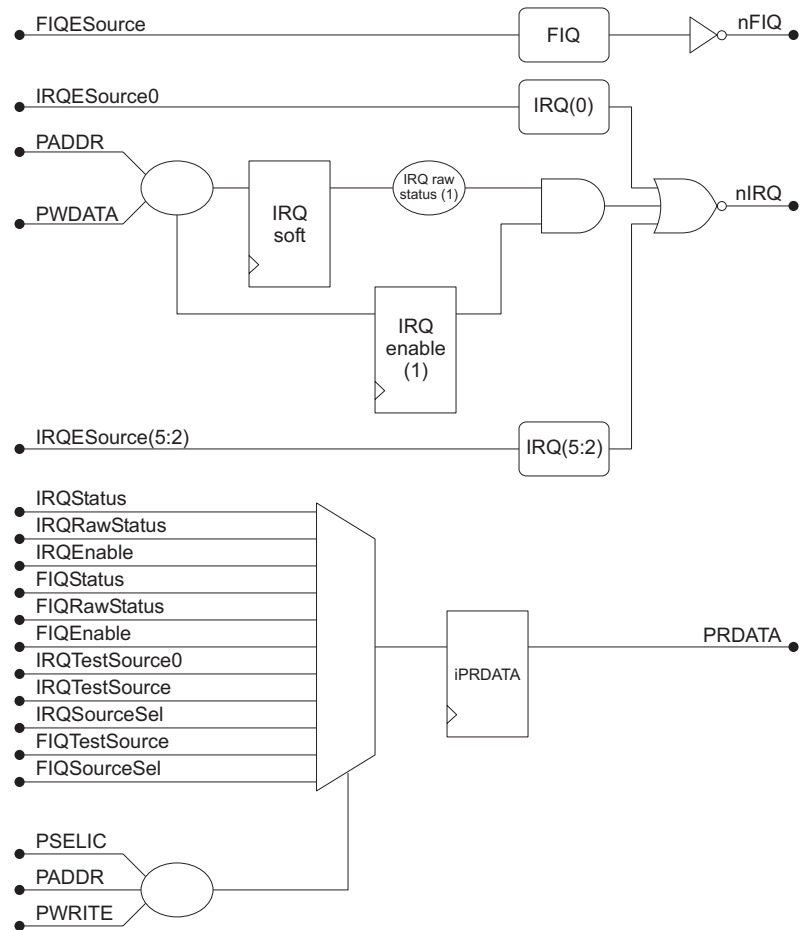 FIQESource
FIQ
nFIQ
IRQESource0
IRQ(0)
PADDR
PWDATA
IRQ
soft
IRQ raw
status (1)
nIRQ
IRQ
enable
(1)
IRQESource(5:2)
IRQ(5:2)
IRQStatus
IRQRawStatus
IRQEnable
FIQStatus
FIQRawStatus
FIQEnable
IRQTestSource0
IRQTestSource
IRQSourceSel
FIQTestSource
FIQSourceSel
iPRDATA
PRDATA
PSELIC
PADDR
PWRITE